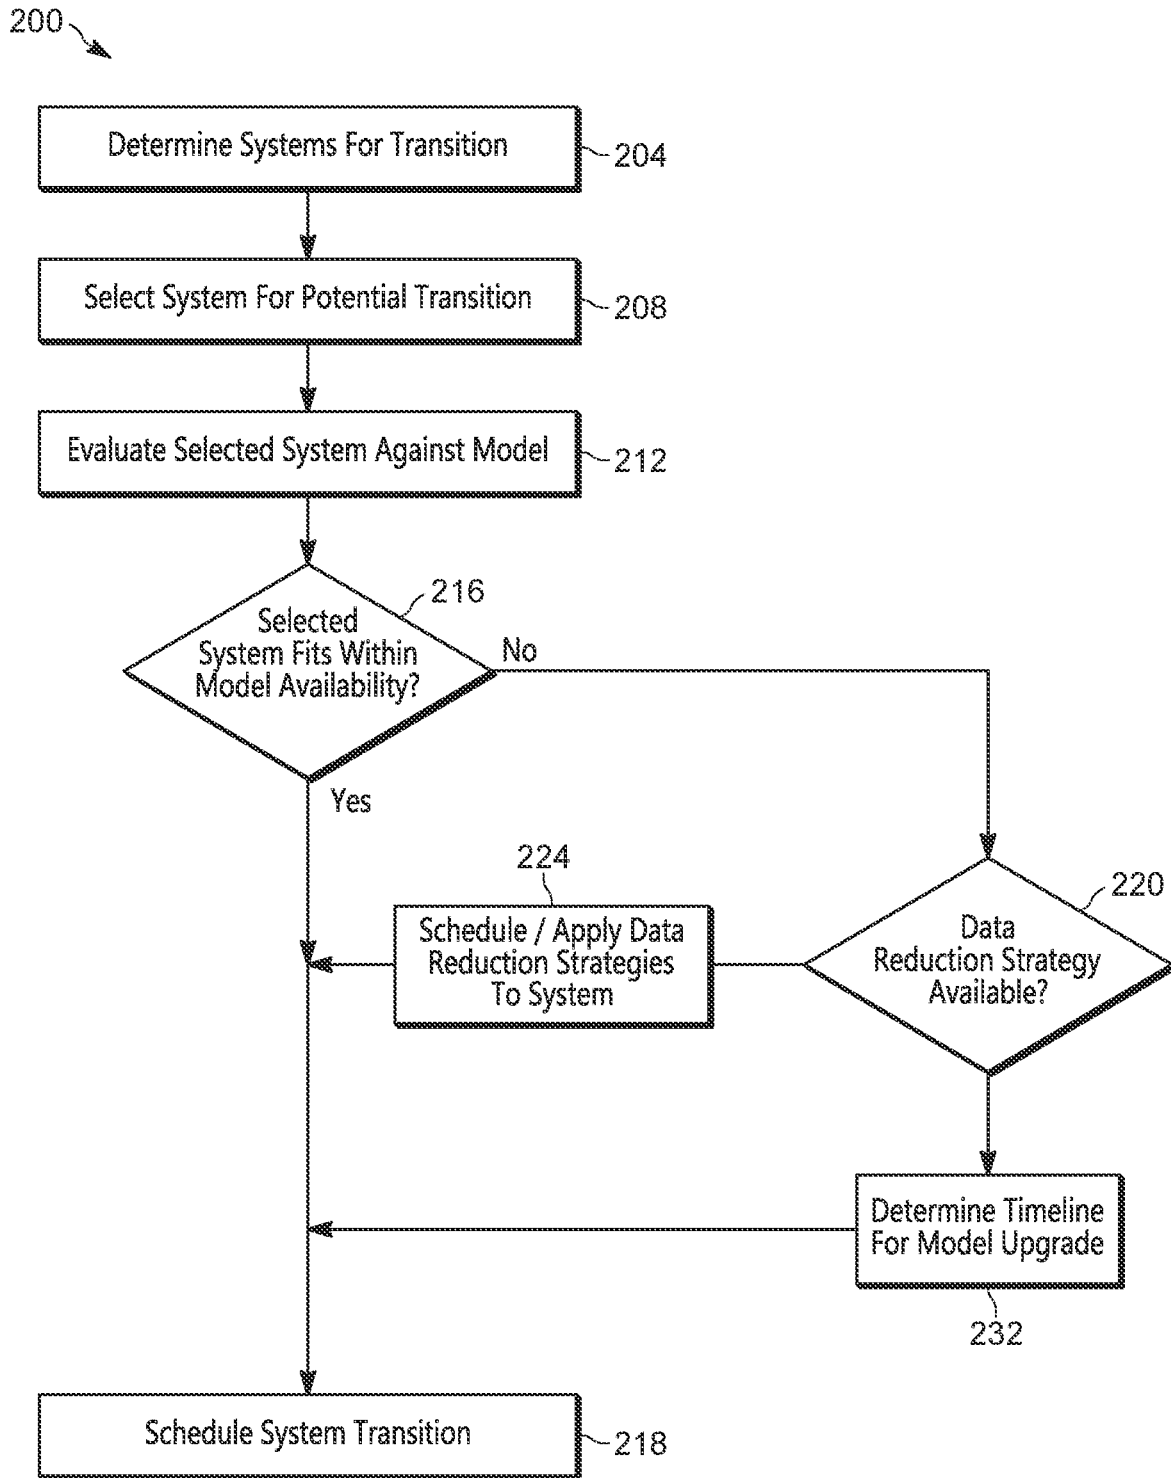 200
Determine Systems For Transition
204
Select System For Potential Transition
208
Evaluate Selected System Against Model
212
216
Selected
System Fits Within
Model Availability?
No
Yes
224
Schedule / Apply Data
Reduction Strategies
To System
220
Data
Reduction Strategy
Available?
Determine Timeline
For Model Upgrade
232
Schedule System Transition
218